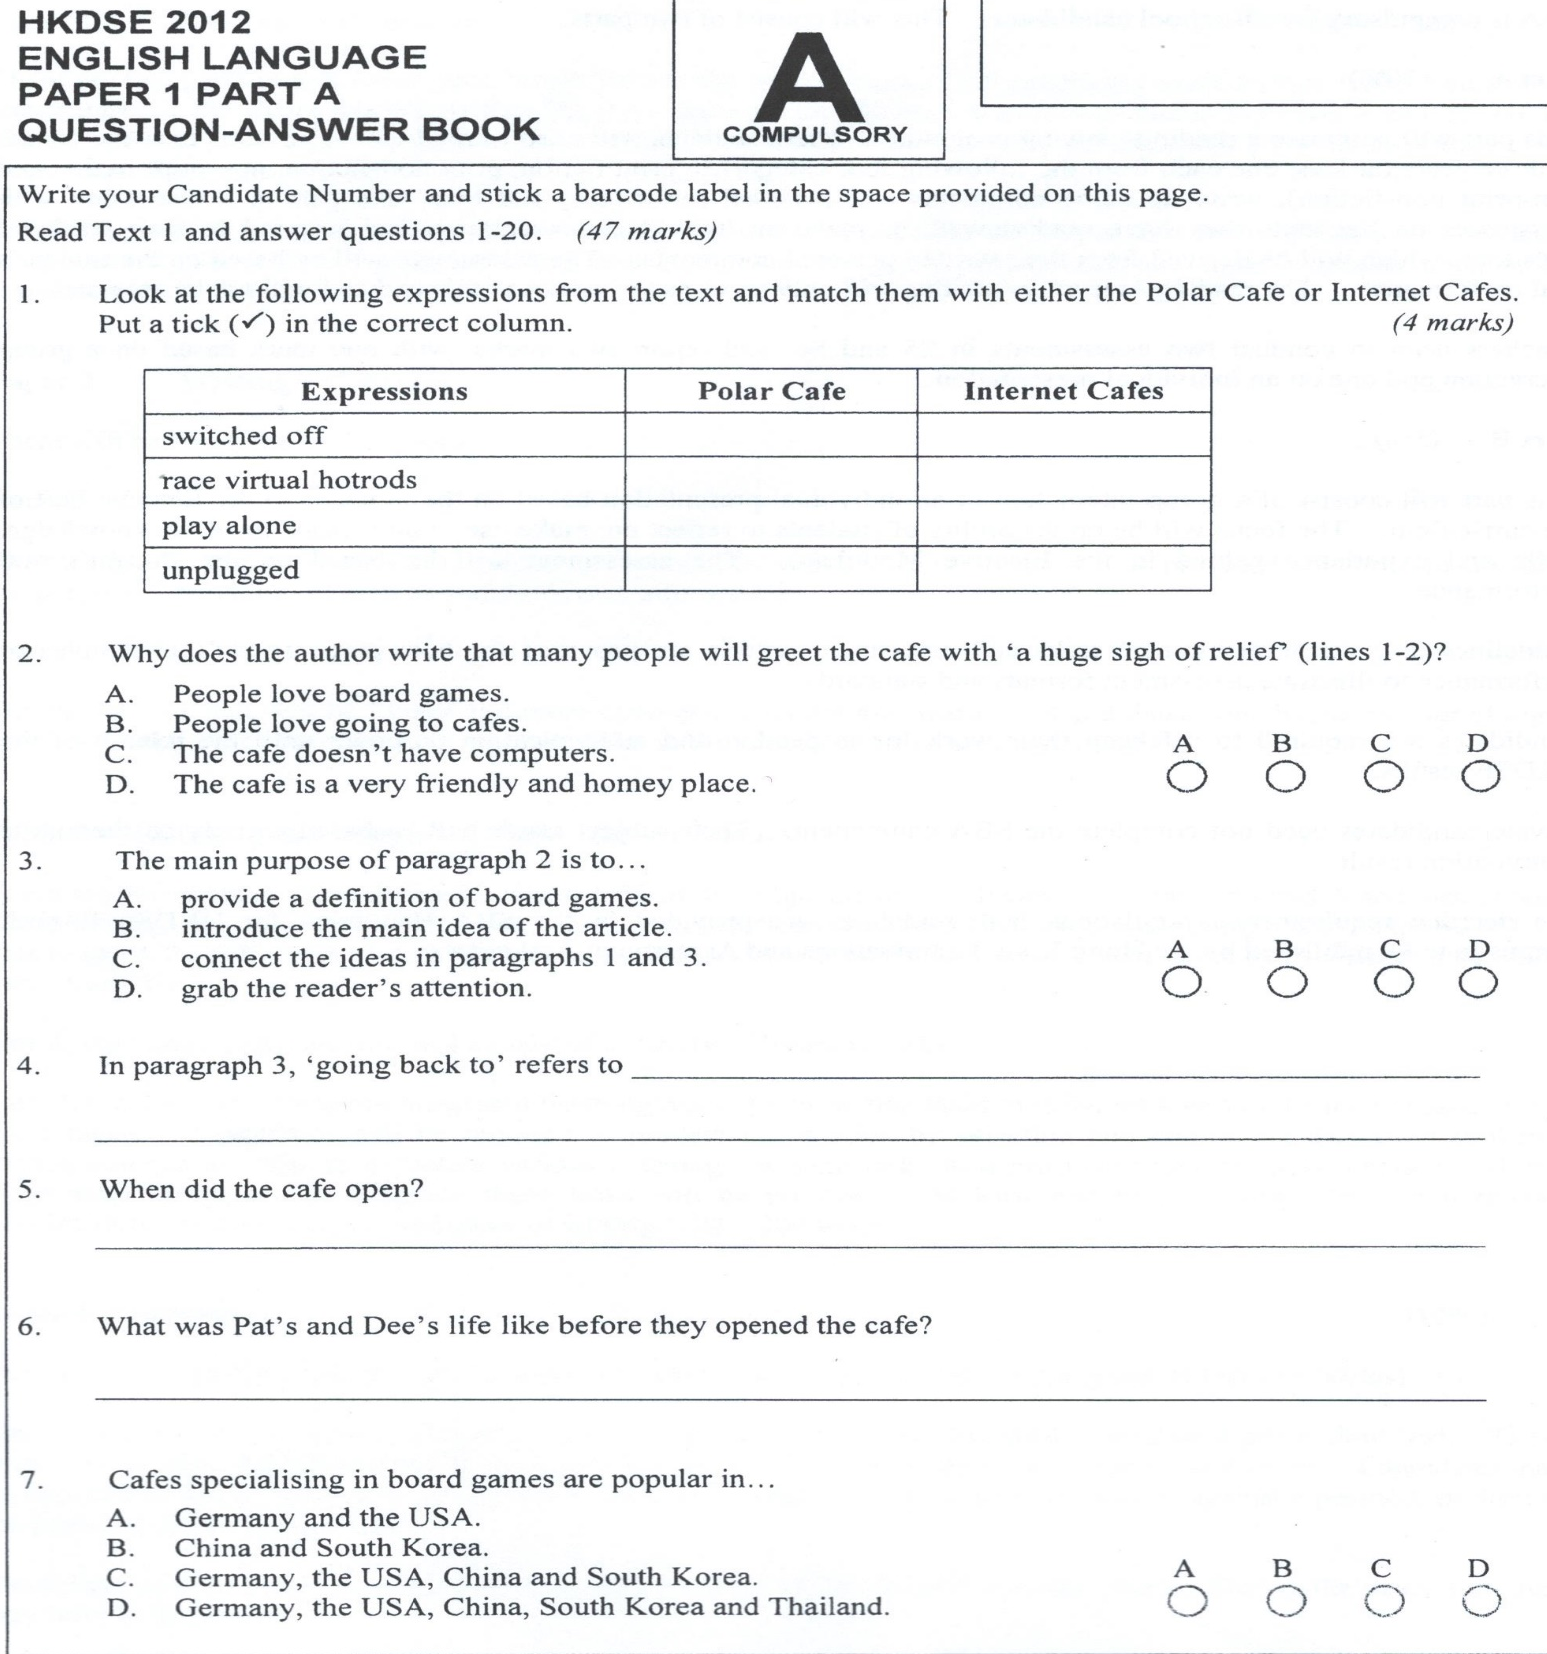 HKDSE 2012
ENGLISH LANGUAGE
PAPER 1 PART A
QUESTION-ANSWER BOOK
A
COMPULSORY
Write your Candidate Number and stick a barcode label in the space provided on this page.
Read Text 1 and answer questions 1-20. (47 marks)
1. Look at the following expressions from the text and match them with either the Polar Cafe or Internet Cafes.
Put a tick (✓) in the correct column. (4 marks)
Expressions Polar Cafe Internet Cafes
switched off
race virtual hotrods
play alone
unplugged
2. Why does the author write that many people will greet the cafe with ‘a huge sigh of relief’ (lines 1-2)?
A. People love board games.
B. People love going to cafes.
C. The cafe doesn’t have computers.
D. The cafe is a very friendly and homey place.
A B C D
3. The main purpose of paragraph 2 is to…
A. provide a definition of board games.
B. introduce the main idea of the article.
C. connect the ideas in paragraphs 1 and 3.
D. grab the reader’s attention.
A B C D
4. In paragraph 3, ‘going back to’ refers to
5. When did the cafe open?
6. What was Pat’s and Dee’s life like before they opened the cafe?
7. Cafes specialising in board games are popular in…
A. Germany and the USA.
B. China and South Korea.
C. Germany, the USA, China and South Korea.
D. Germany, the USA, China, South Korea and Thailand.
A B C D